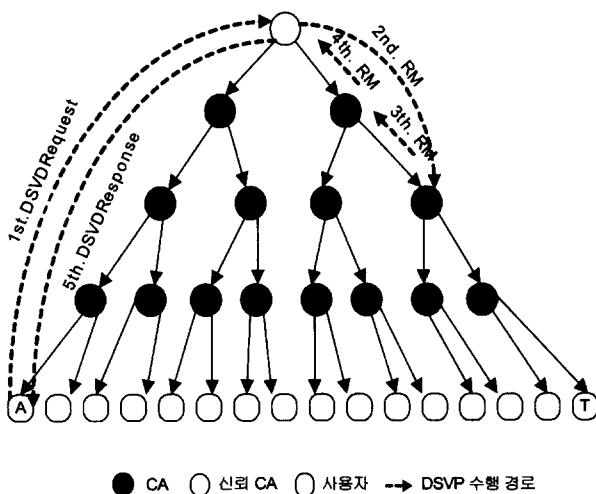 1st.DSVDRequest
5th.DSVDResponse
4th. RM
2nd. RM
3th. RM
A
T
CA
신뢰 CA
사용자
DSVP 수행 경로